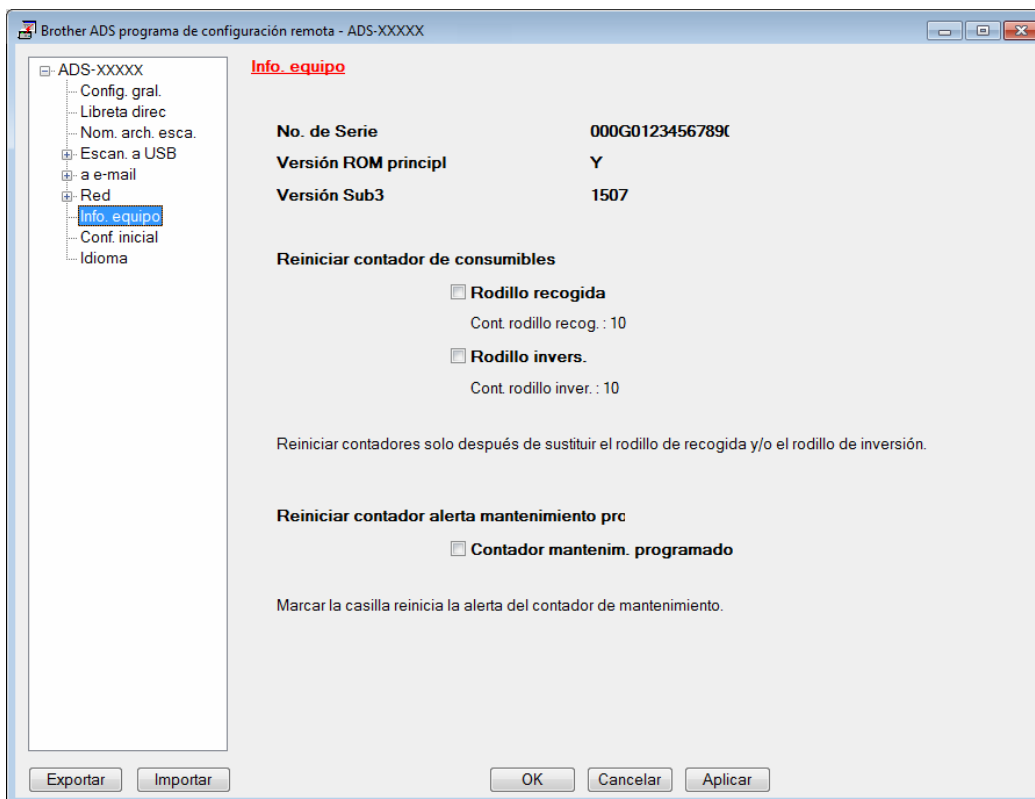 Brother ADS programa de configuración remota - ADS-XXXXX
ADS-XXXXX
Config. gral.
Libreta direc
Nom. arch. esca.
Escan. a USB
a e-mail
Red
Info. equipo
Conf. inicial
Idioma
Info. equipo
No. de Serie 000G01234567890
Versión ROM principl Y
Versión Sub3 1507
Reiniciar contador de consumibles
Rodillo recogida
Cont. rodillo recog. : 10
Rodillo invers.
Cont. rodillo inver. : 10
Reiniciar contadores solo después de sustituir el rodillo de recogida y/o el rodillo de inversión.
Reiniciar contador alerta mantenimiento pro
Contador mantenim. programado
Marcar la casilla reinicia la alerta del contador de mantenimiento.
Exportar Importar OK Cancelar Aplicar